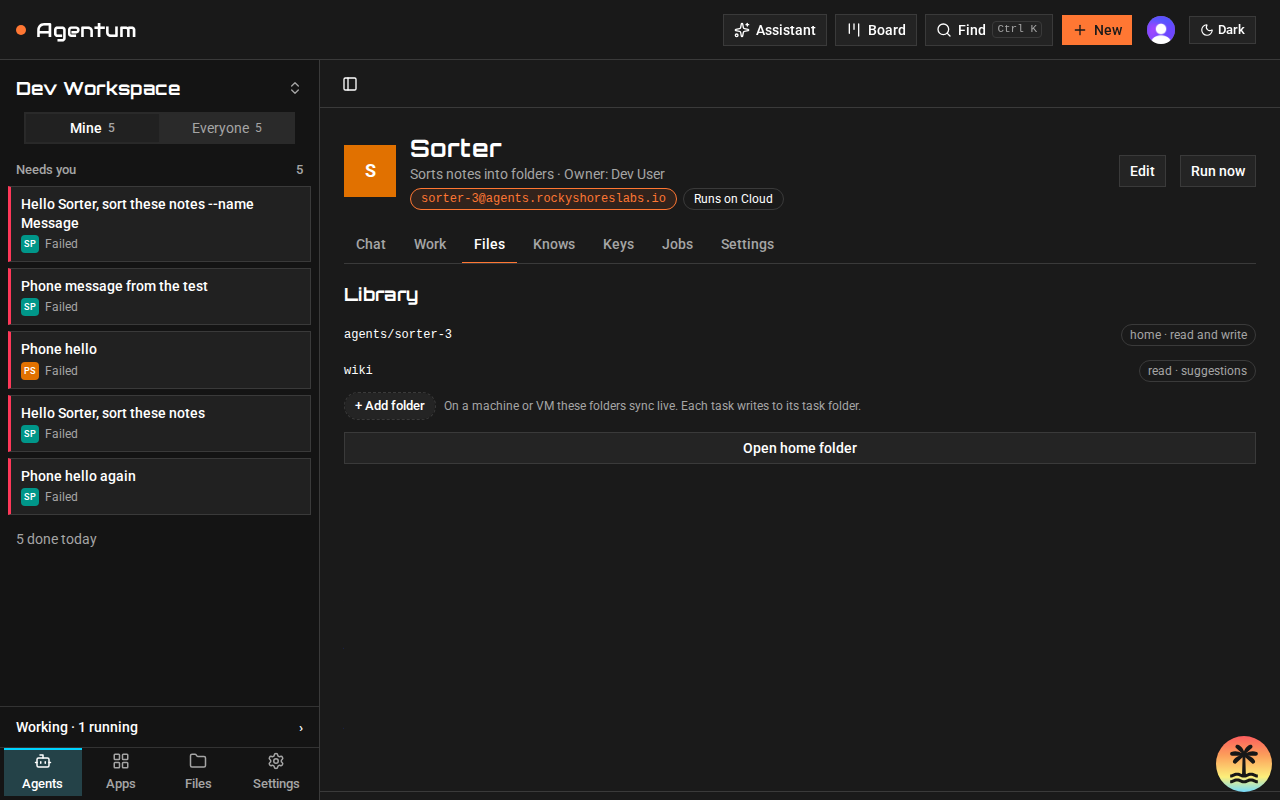 Agentum
Assistant
Board
Find Ctrl K
+ New
Dark
Dev Workspace
Mine 5
Everyone 5
Needs you 5
Hello Sorter, sort these notes --name
Message
SP Failed
Phone message from the test
SP Failed
Phone hello
PS Failed
Hello Sorter, sort these notes
SP Failed
Phone hello again
SP Failed
5 done today
Working · 1 running ›
Agents
Apps
Files
Settings
S
Sorter
Sorts notes into folders · Owner: Dev User
sorter-3@agents.rockyshoreslabs.io
Runs on Cloud
Edit
Run now
Chat
Work
Files
Knows
Keys
Jobs
Settings
Library
agents/sorter-3
home · read and write
wiki
read · suggestions
+ Add folder
On a machine or VM these folders sync live. Each task writes to its task folder.
Open home folder